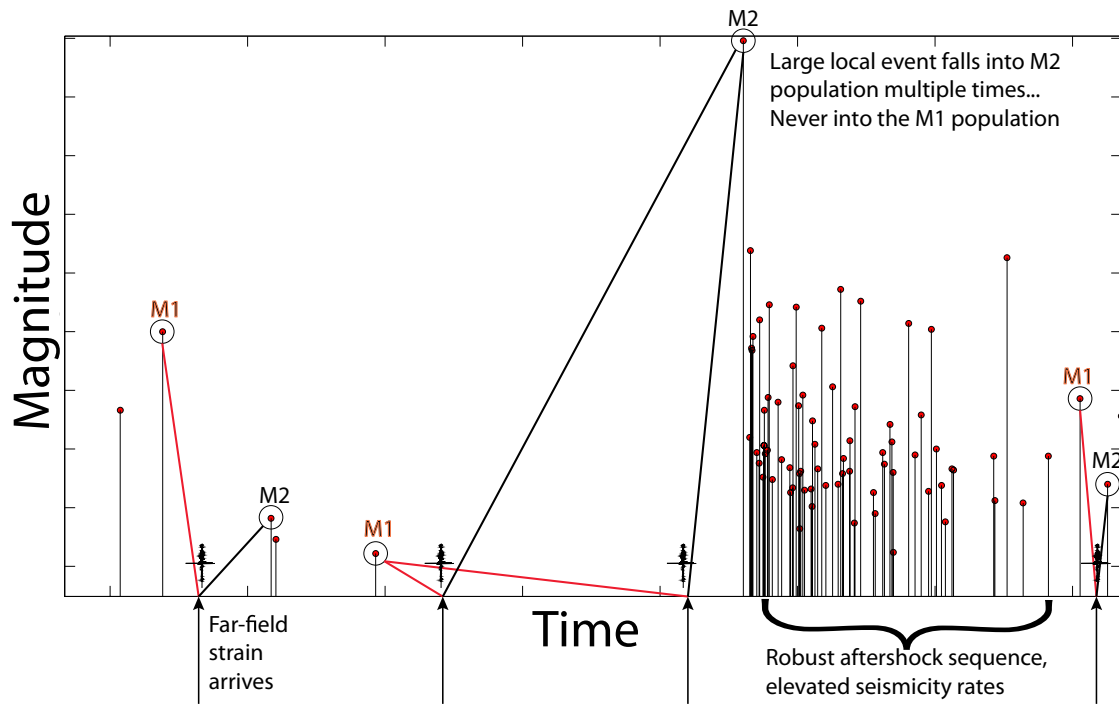 M2
Large local event falls into M2
population multiple times...
Never into the M1 population
Magnitude
M1
M2
M1
M1
M2
Far-field
strain
arrives
Time
Robust aftershock sequence,
elevated seismicity rates